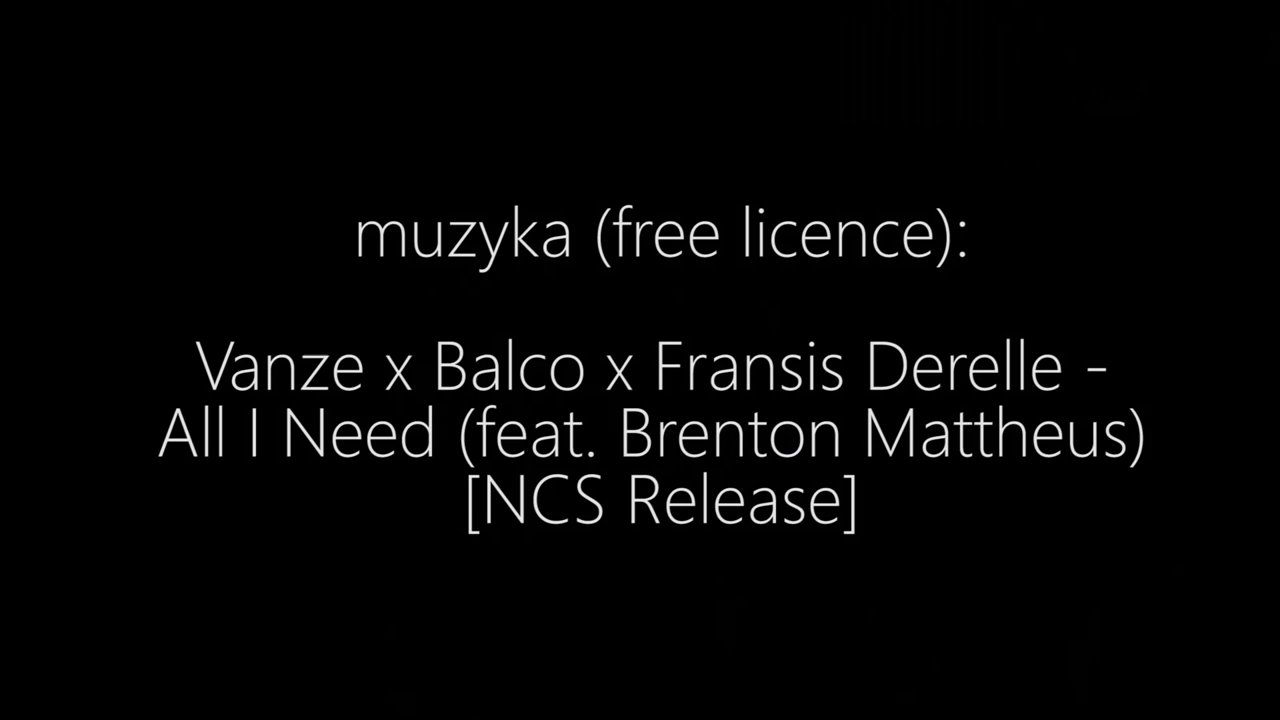 muzyka (free licence):
Vanze x Balco x Fransis Derelle -
All I Need (feat. Brenton Mattheus)
[NCS Release]